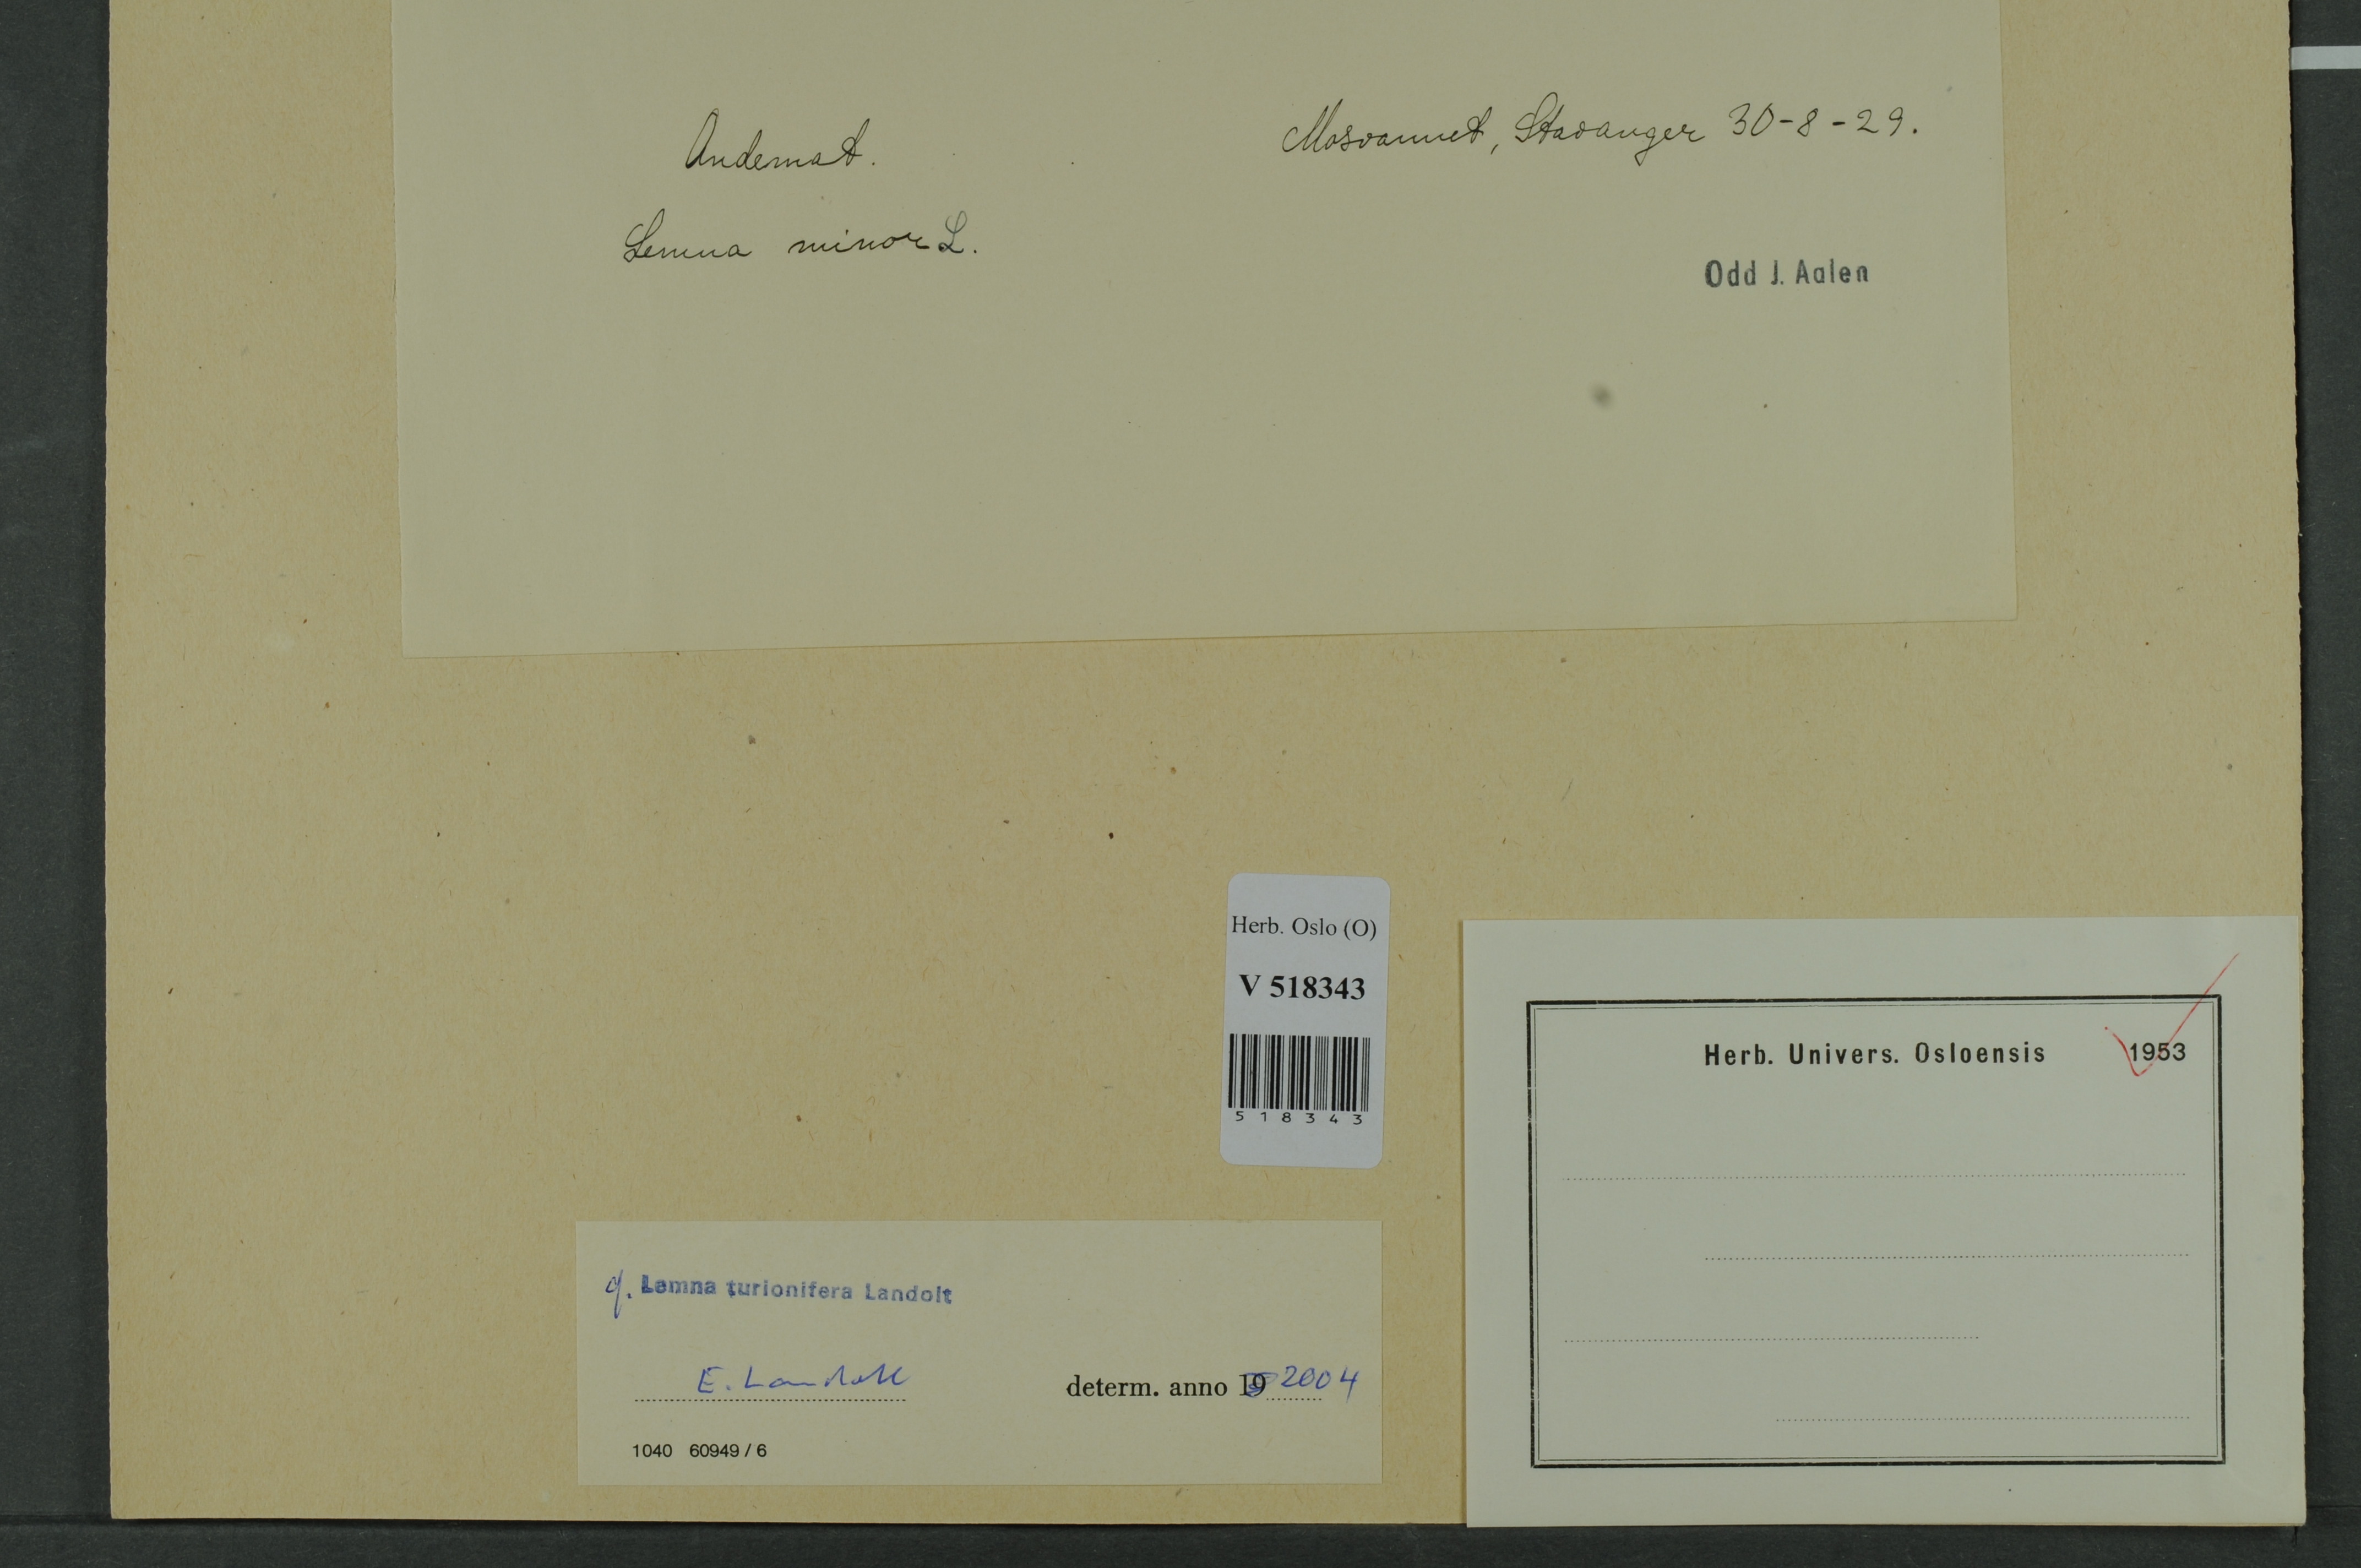 Andemat.
Mosvannet, Stavanger 30-8-29.
Lemna minor L.
Odd J. Aalen
Herb. Oslo (O)
V 518343
518343
Herb. Univers. Osloensis 1953
cf. Lemna turionifera Landolt
E. Landolt determ. anno 19 2004
1040 60949/6